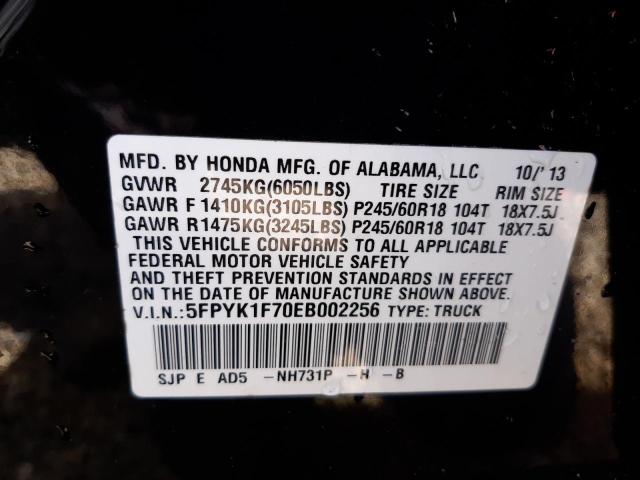 MFD. BY HONDA MFG. OF ALABAMA, LLC 10/'13
GVWR 2745KG(6050LBS) TIRE SIZE RIM SIZE
GAWR F 1410KG(3105LBS) P245/60R18 104T 18X7.5J
GAWR R 1475KG(3245LBS) P245/60R18 104T 18X7.5J
THIS VEHICLE CONFORMS TO ALL APPLICABLE
FEDERAL MOTOR VEHICLE SAFETY
AND THEFT PREVENTION STANDARDS IN EFFECT
ON THE DATE OF MANUFACTURE SHOWN ABOVE.
V.I.N.:5FPYK1F70EB002256 TYPE: TRUCK
SJP E AD5 -NH731P -H -B